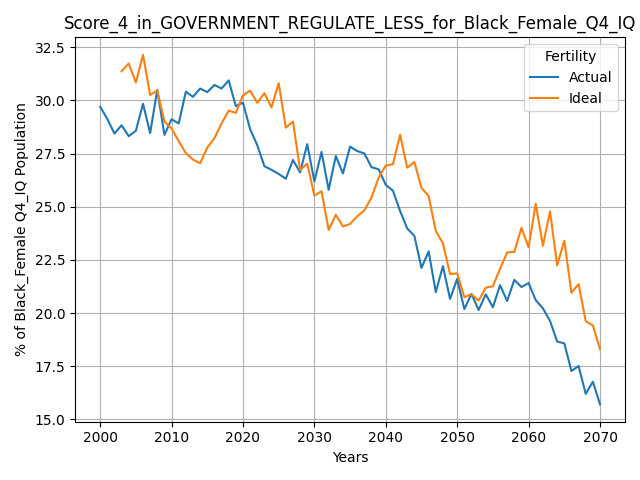 Score_4_in_GOVERNMENT_REGULATE_LESS_for_Black_Female_Q4_IQ
Fertility
Actual
Ideal
% of Black_Female Q4_IQ Population
32.5
30.0
27.5
25.0
22.5
20.0
17.5
15.0
2000 2010 2020 2030 2040 2050 2060 2070
Years